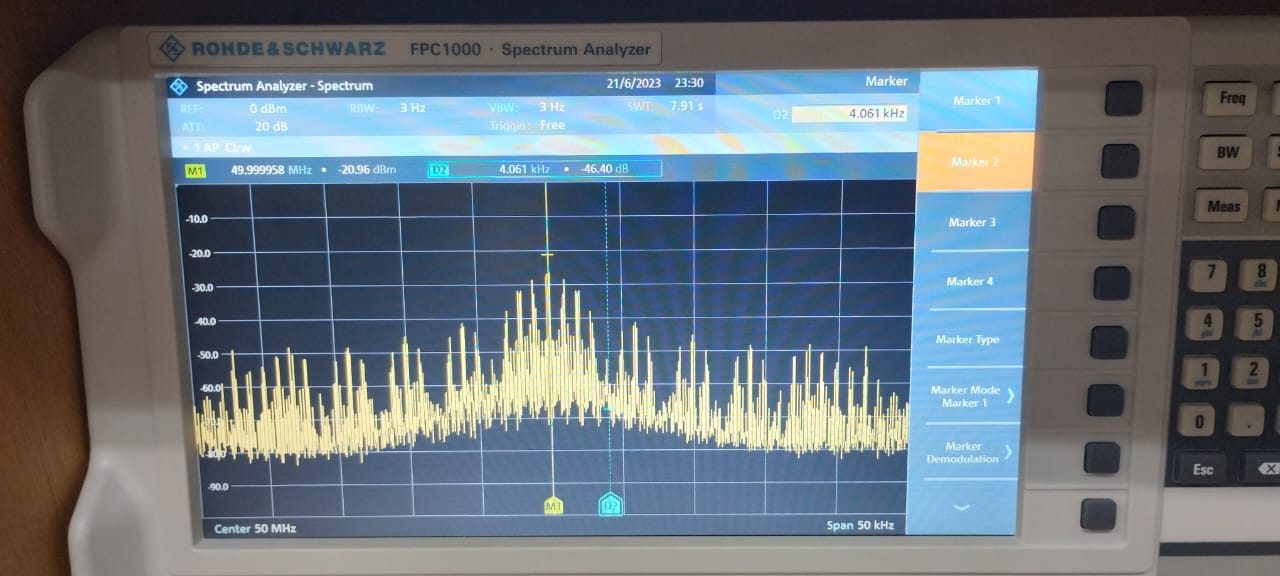 ROHDE&SCHWARZ FPC1000 · Spectrum Analyzer
Spectrum Analyzer - Spectrum 21/6/2023 23:30 Marker
REF: 0 dBm RBW: 3 Hz VBW: 3 Hz SWT: 7.91 s
ATT: 20 dB Trigger: Free
D2 4.061 kHz
1 AP Clrw
M1 49.999958 MHz • -20.96 dBm D2 4.061 kHz • -46.40 dB
-10.0
-20.0
-30.0
-40.0
-50.0
-60.0
-90.0
M1 D2
Center 50 MHz Span 50 kHz
Marker 1
Marker 2
Marker 3
Marker 4
Marker Type
Marker Mode
Marker 1
Marker
Demodulation
Freq
BW
Meas
7 8
4 5
1 2
0 .
Esc